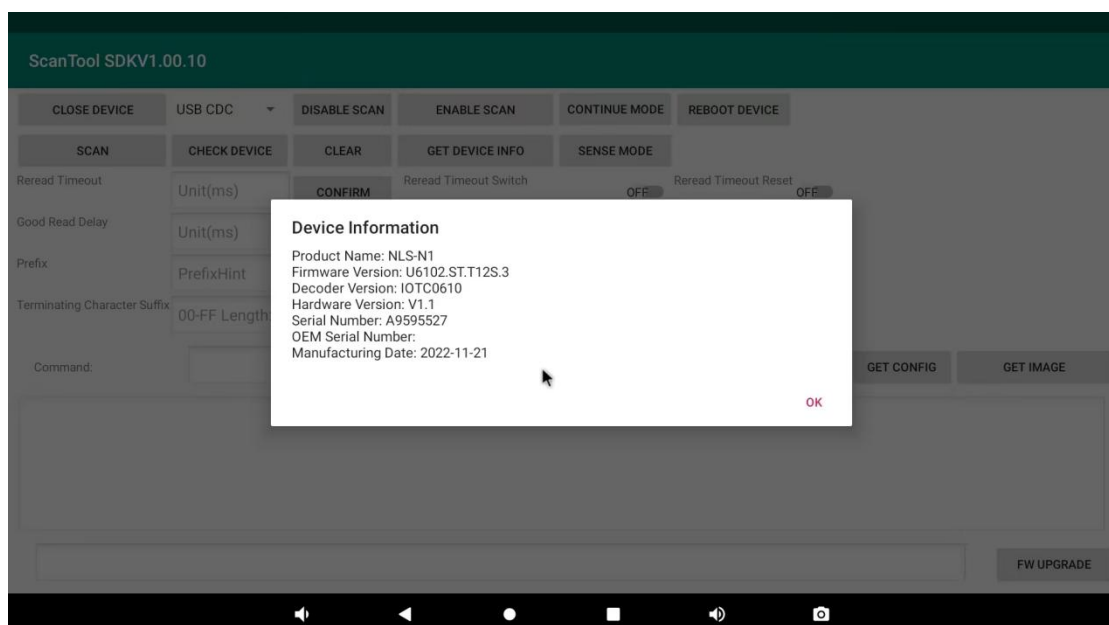 ScanTool SDKV1.00.10
CLOSE DEVICE USB CDC DISABLE SCAN ENABLE SCAN CONTINUE MODE REBOOT DEVICE
SCAN CHECK DEVICE CLEAR GET DEVICE INFO SENSE MODE
Reread Timeout Unit(ms) CONFIRM Reread Timeout Switch OFF Reread Timeout Reset OFF
Good Read Delay Unit(ms)
Prefix PrefixHint
Terminating Character Suffix 00-FF Length
Device Information
Product Name: NLS-N1
Firmware Version: U6102.ST.T12S.3
Decoder Version: IOTC0610
Hardware Version: V1.1
Serial Number: A9595527
OEM Serial Number:
Manufacturing Date: 2022-11-21
OK
Command: GET CONFIG GET IMAGE
FW UPGRADE